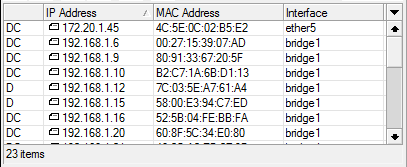 IP Address / MAC Address Interface
DC 172.20.1.45 4C:5E:0C:02:B5:E2 ether5
DC 192.168.1.6 00:27:15:39:07:AD bridge1
DC 192.168.1.9 80:91:33:67:20:5F bridge1
DC 192.168.1.10 B2:C7:1A:6B:D1:13 bridge1
D 192.168.1.12 7C:03:5E:A7:61:A4 bridge1
D 192.168.1.15 58:00:E3:94:C7:ED bridge1
DC 192.168.1.16 52:5B:04:FE:BB:FA bridge1
DC 192.168.1.20 60:8F:5C:34:E0:80 bridge1
23 items